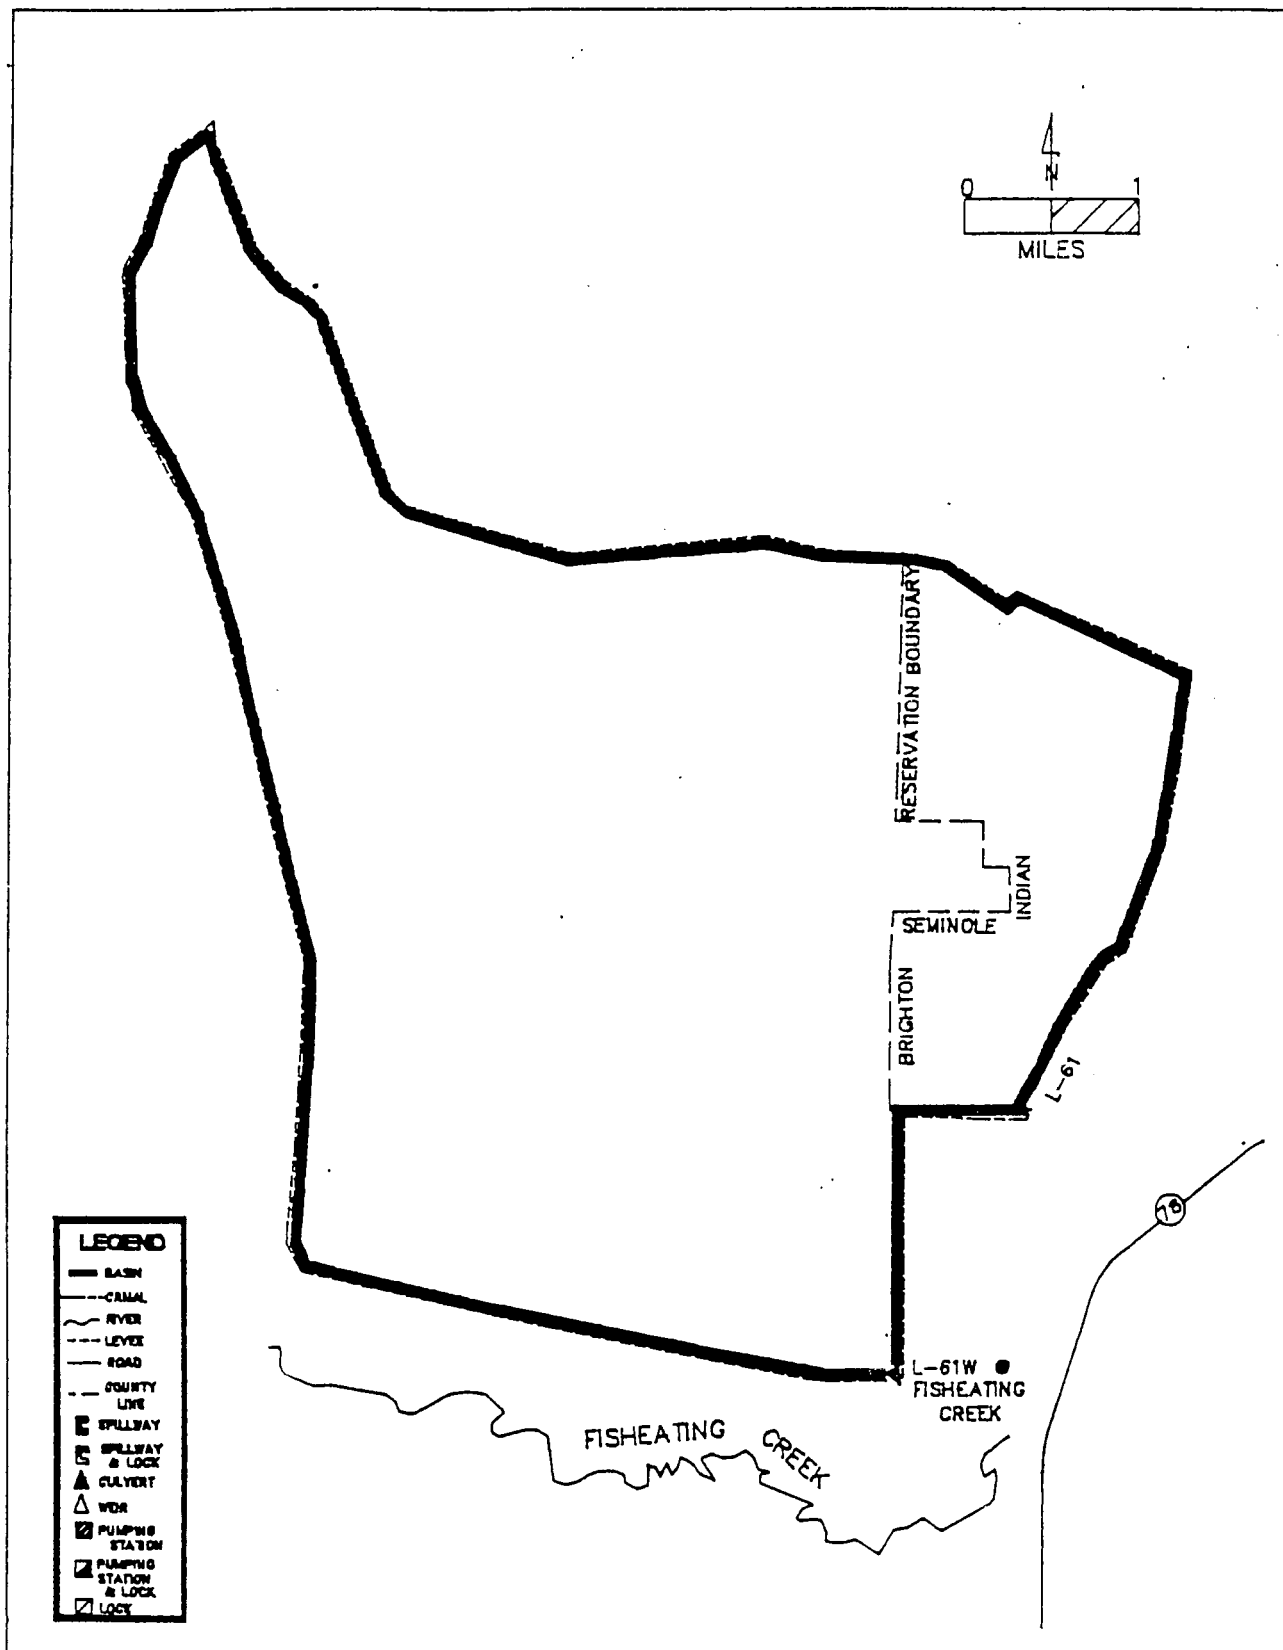 N
0 1
MILES
RESERVATION BOUNDARY
INDIAN
SEMINOLE
BRIGHTON
L-61
78
L-61W @
FISHEATING
CREEK
FISHEATING CREEK
LEGEND
BASIN
CANAL
RIVER
LEVEE
ROAD
COUNTY
LINE
SPILLWAY
SPILLWAY
& LOCK
CULVERT
WEIR
PUMPING
STATION
PUMPING
STATION
& LOCK
LOCK